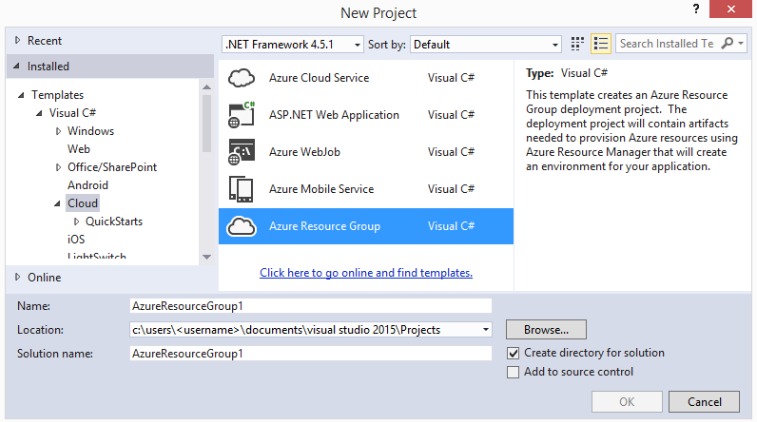 New Project
? ×
Recent
.NET Framework 4.5.1 Sort by: Default Search Installed Te
Installed
Templates
Visual C#
Windows
Web
Office/SharePoint
Android
Cloud
QuickStarts
iOS
LightSwitch
Online
Azure Cloud Service Visual C#
C#
ASP.NET Web Application Visual C#
C:\
Azure WebJob Visual C#
Azure Mobile Service Visual C#
Azure Resource Group Visual C#
Click here to go online and find templates.
Type: Visual C#
This template creates an Azure Resource
Group deployment project. The
deployment project will contain artifacts
needed to provision Azure resources using
Azure Resource Manager that will create
an environment for your application.
Name: AzureResourceGroup1
Location: c:\users\<username>\documents\visual studio 2015\Projects Browse...
Solution name: AzureResourceGroup1
Create directory for solution
Add to source control
OK Cancel